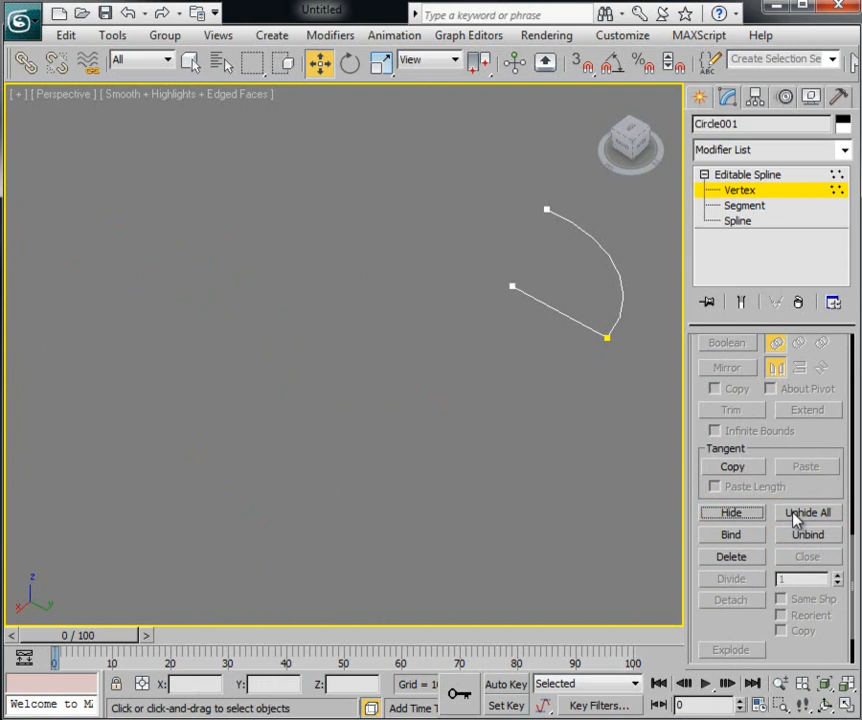 Untitled
Type a keyword or phrase
Edit Tools Group Views Create Modifiers Animation Graph Editors Rendering Customize MAXScript Help
All View 3 Create Selection Se
[ + ] [ Perspective ] [ Smooth + Highlights + Edged Faces ]
Circle001
Modifier List
Editable Spline
Vertex
Segment
Spline
Boolean
Mirror
Copy About Pivot
Trim Extend
Infinite Bounds
Tangent
Copy Paste
Paste Length
Hide Unhide All
Bind Unbind
Delete Close
Divide 1
Detach Same Shp
Reorient
Copy
Explode
z
x y
< 0 / 100 >
0 10 20 30 40 50 60 70 80 90 100
X: Y: Z: Grid = 10 Auto Key Selected
Welcome to M Click or click-and-drag to select objects Add Time T Set Key Key Filters... 0